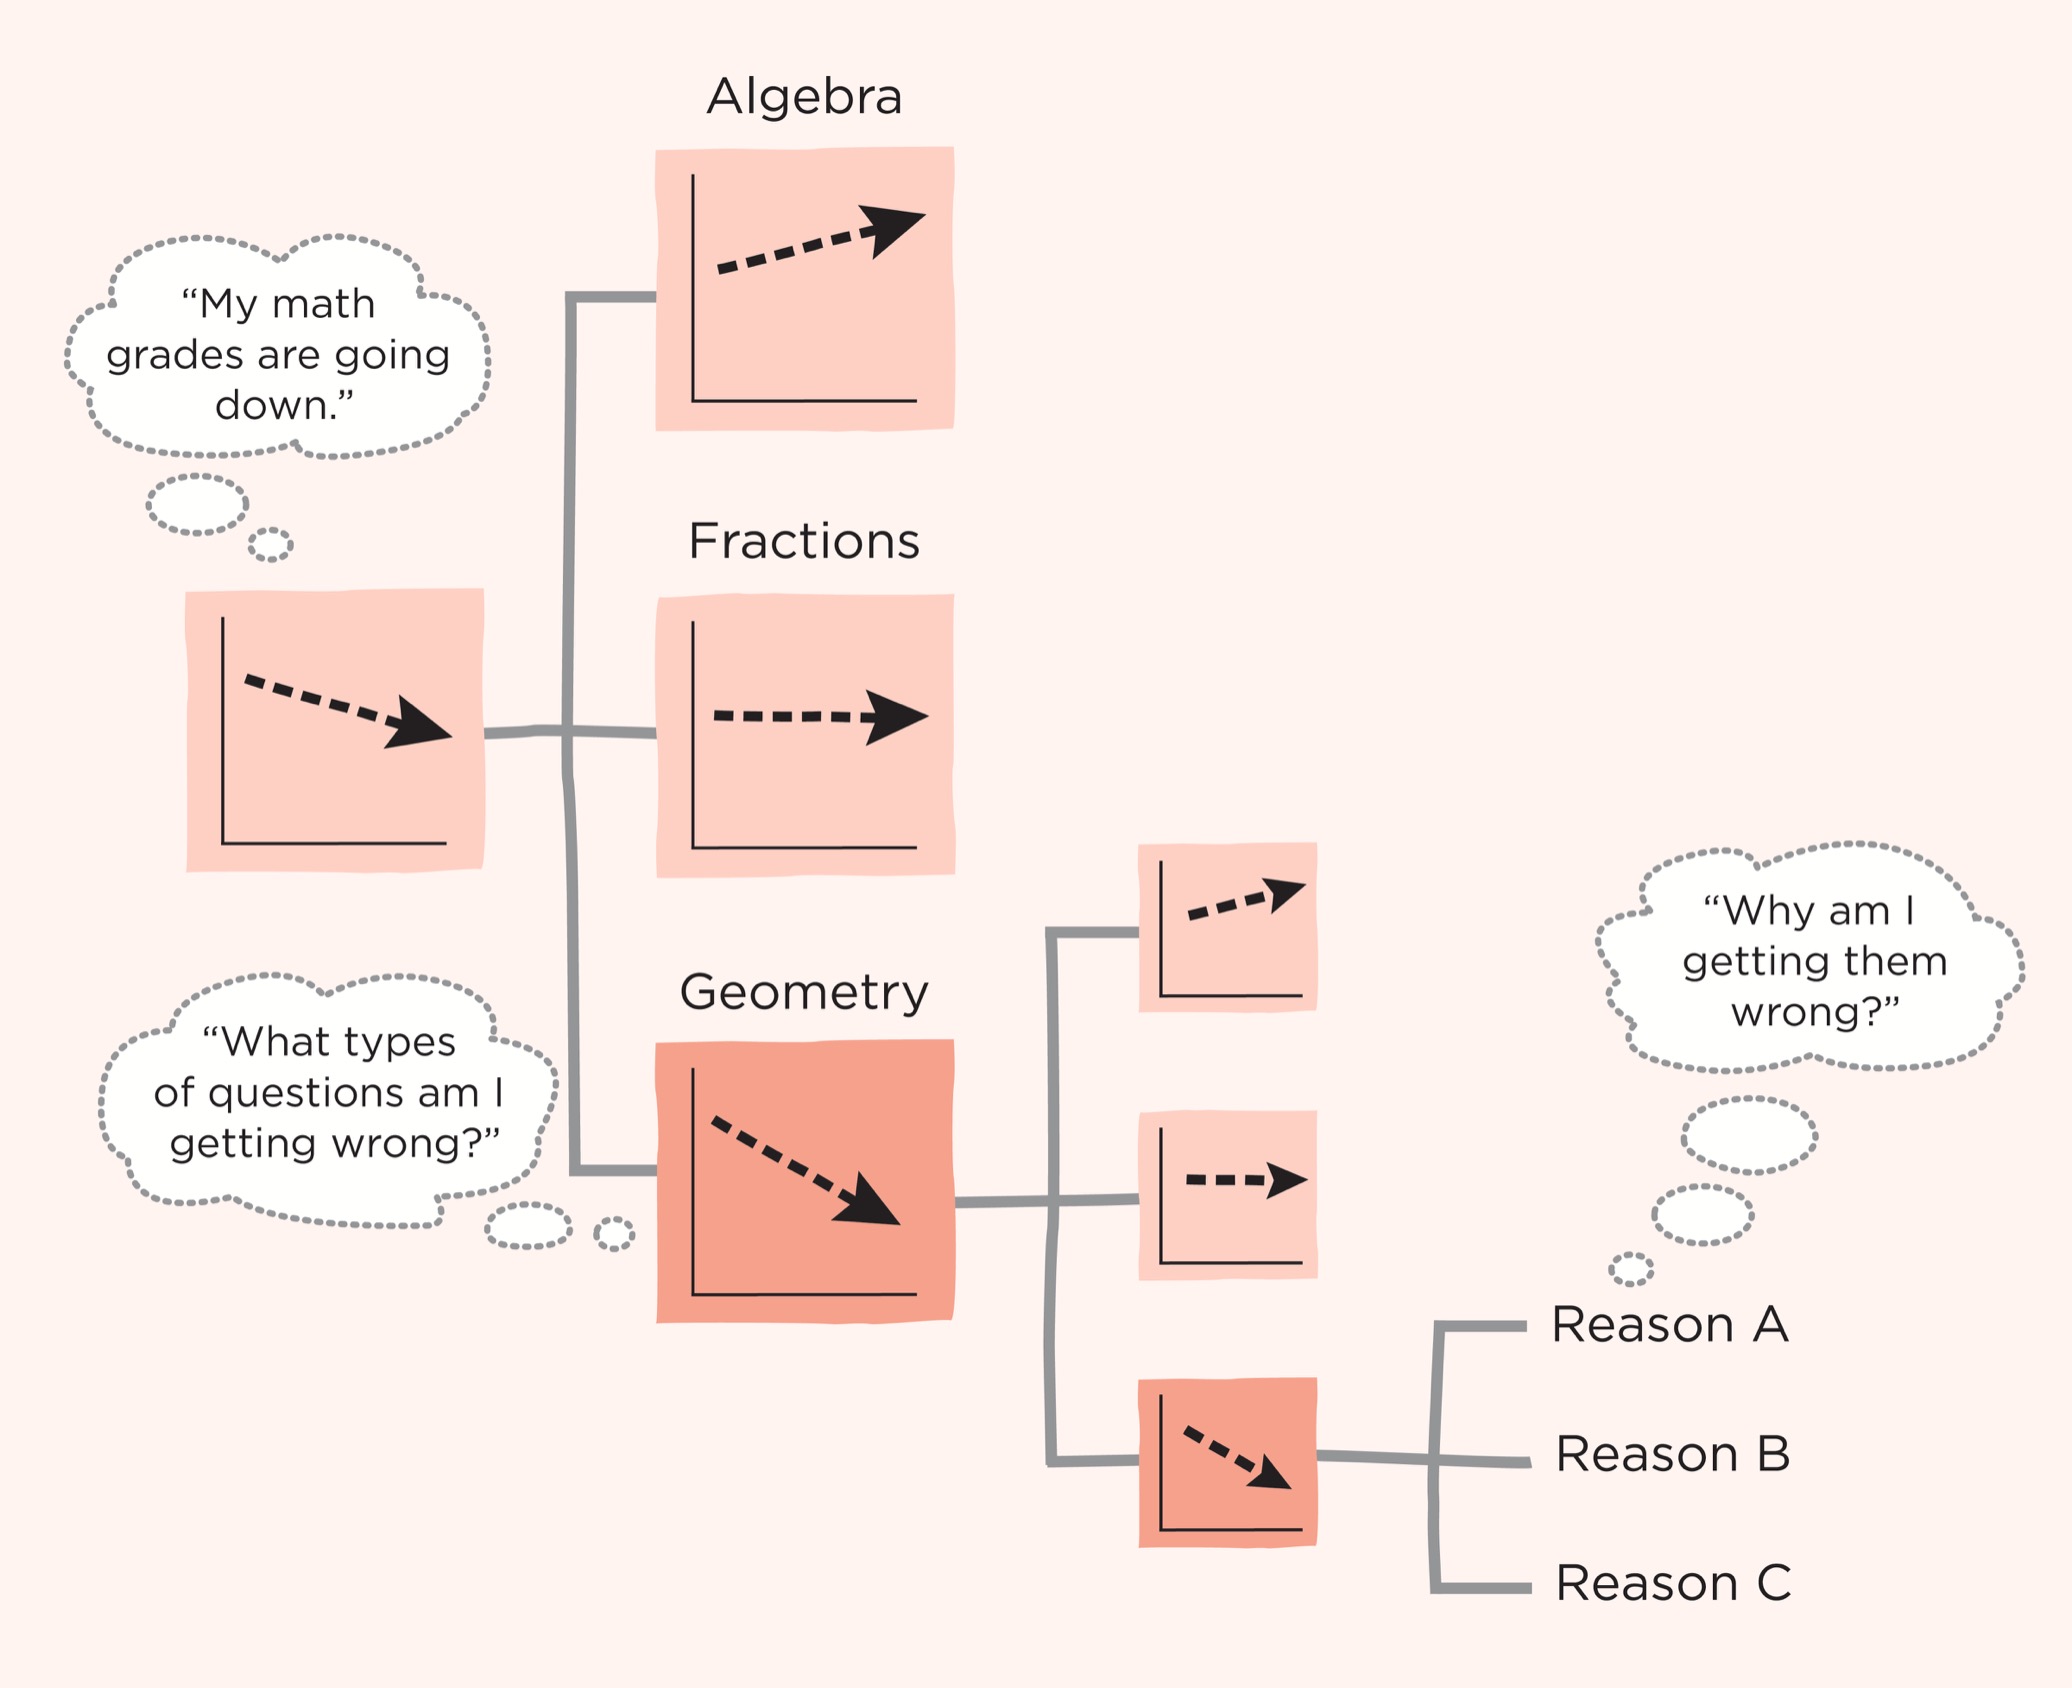 Algebra
“My math
grades are going
down.”
Fractions
“What types
of questions am I
getting wrong?”
Geometry
“Why am I
getting them
wrong?”
Reason A
Reason B
Reason C